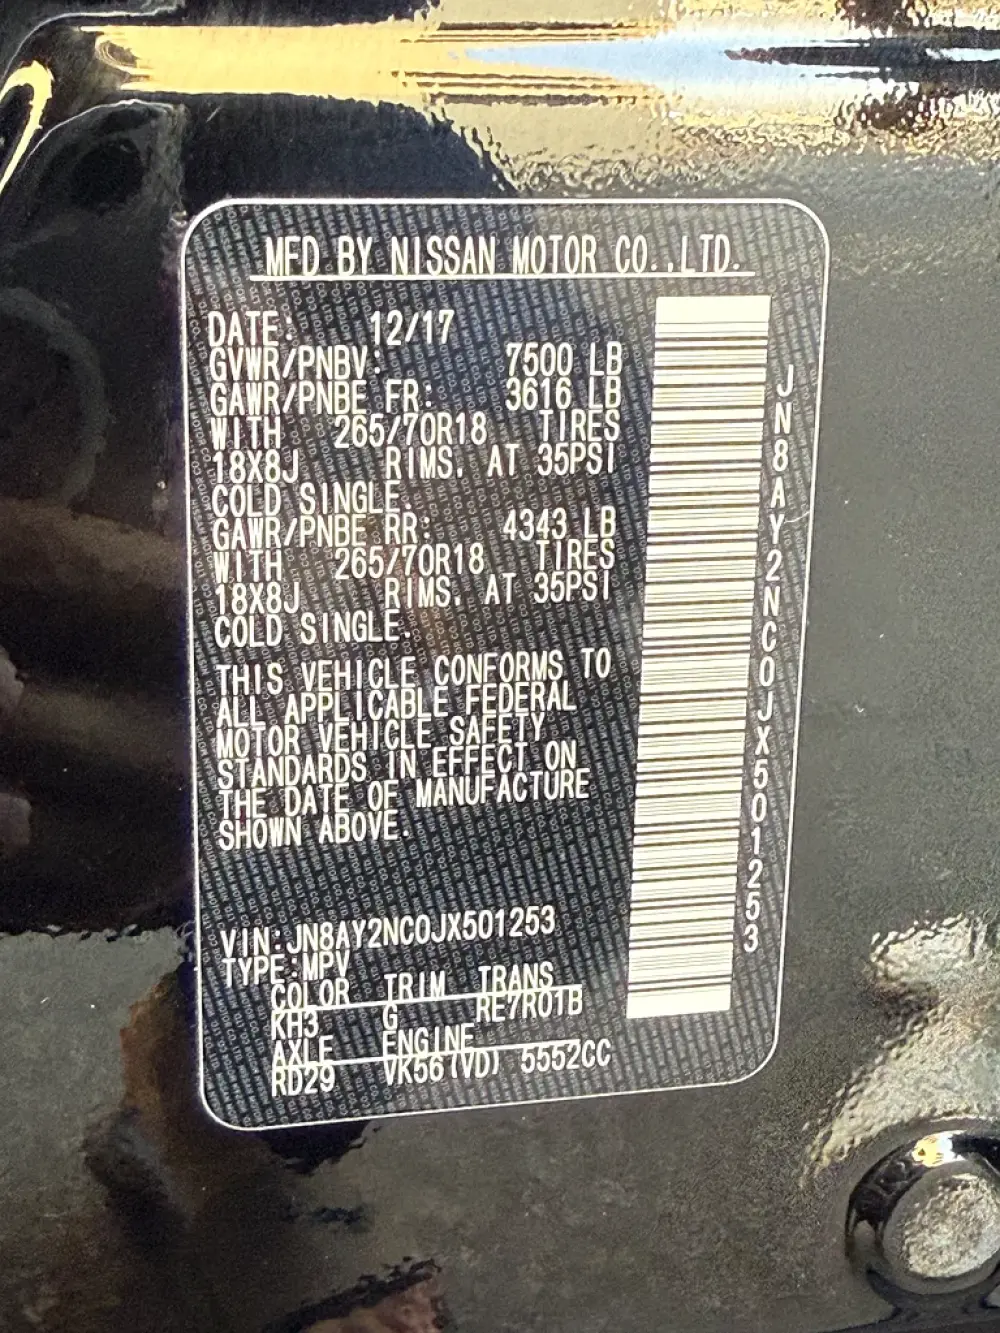 MFD BY NISSAN MOTOR CO.,LTD.
DATE: 12/17
GVWR/PNBV: 7500 LB
GAWR/PNBE FR: 3616 LB
WITH 265/70R18 TIRES
18X8J RIMS. AT 35PSI
COLD SINGLE.
GAWR/PNBE RR: 4343 LB
WITH 265/70R18 TIRES
18X8J RIMS. AT 35PSI
COLD SINGLE.
THIS VEHICLE CONFORMS TO
ALL APPLICABLE FEDERAL
MOTOR VEHICLE SAFETY
STANDARDS IN EFFECT ON
THE DATE OF MANUFACTURE
SHOWN ABOVE.
VIN:JN8AY2NC0JX501253
TYPE:MPV
COLOR TRIM TRANS
KH3 G RE7R01B
AXLE ENGINE
RD29 VK56(VD) 5552CC
JN8AY2NC0JX501253